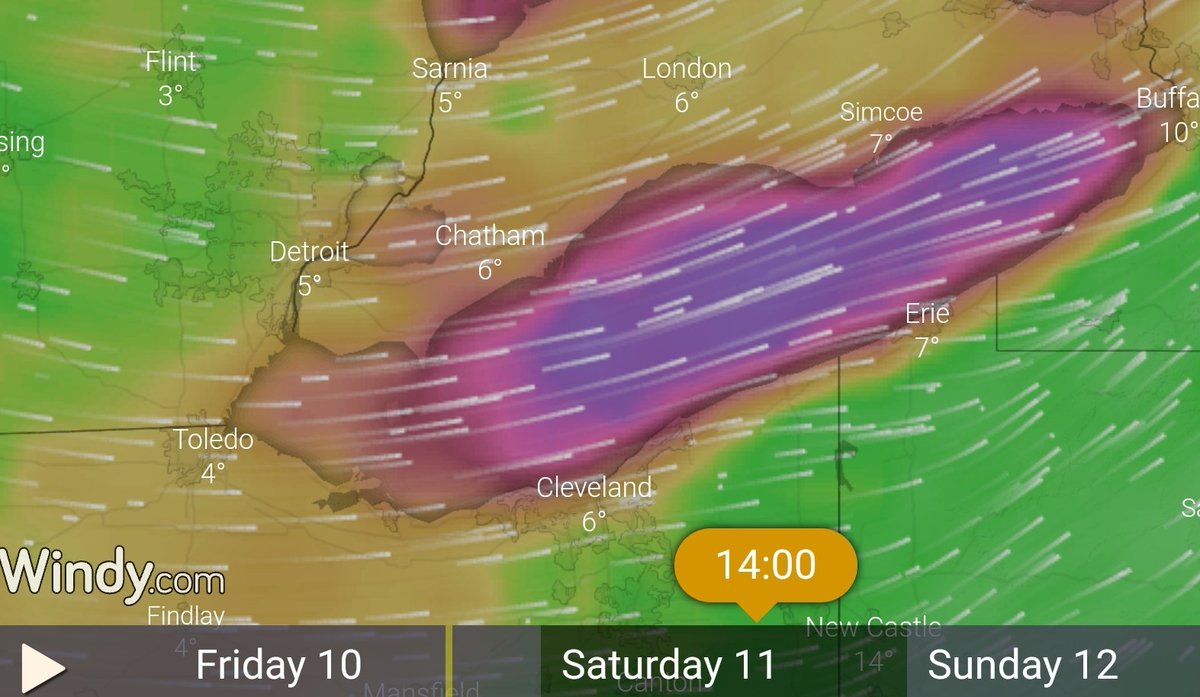 Flint
3°
Sarnia
5°
London
6°
Simcoe
7°
Buffa
10°
sing
°
Detroit
5°
Chatham
6°
Erie
7°
Toledo
4°
Cleveland
6°
Sa
14:00
Windy.com
Findlay
4°
New Castle
14°
Friday 10
Saturday 11
Sunday 12
Mansfield
Canton